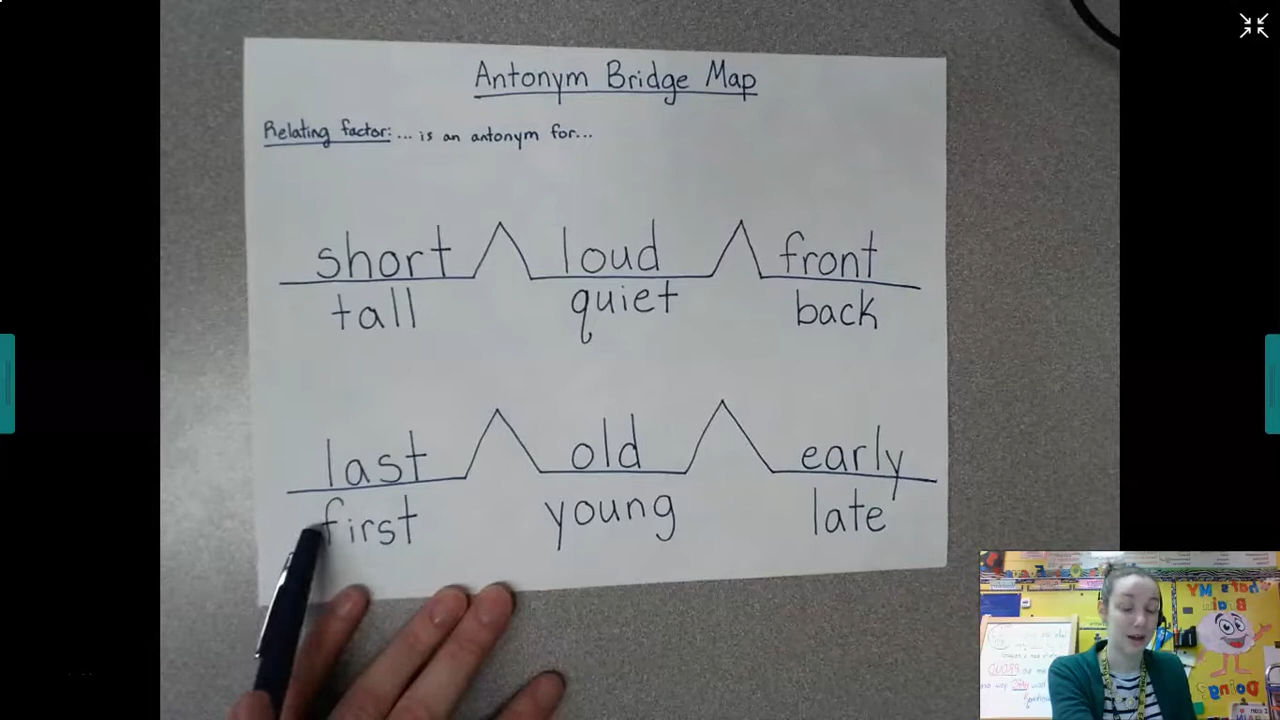 Antonym Bridge Map
Relating factor: ... is an antonym for...
short loud front
tall quiet back
last old early
first young late